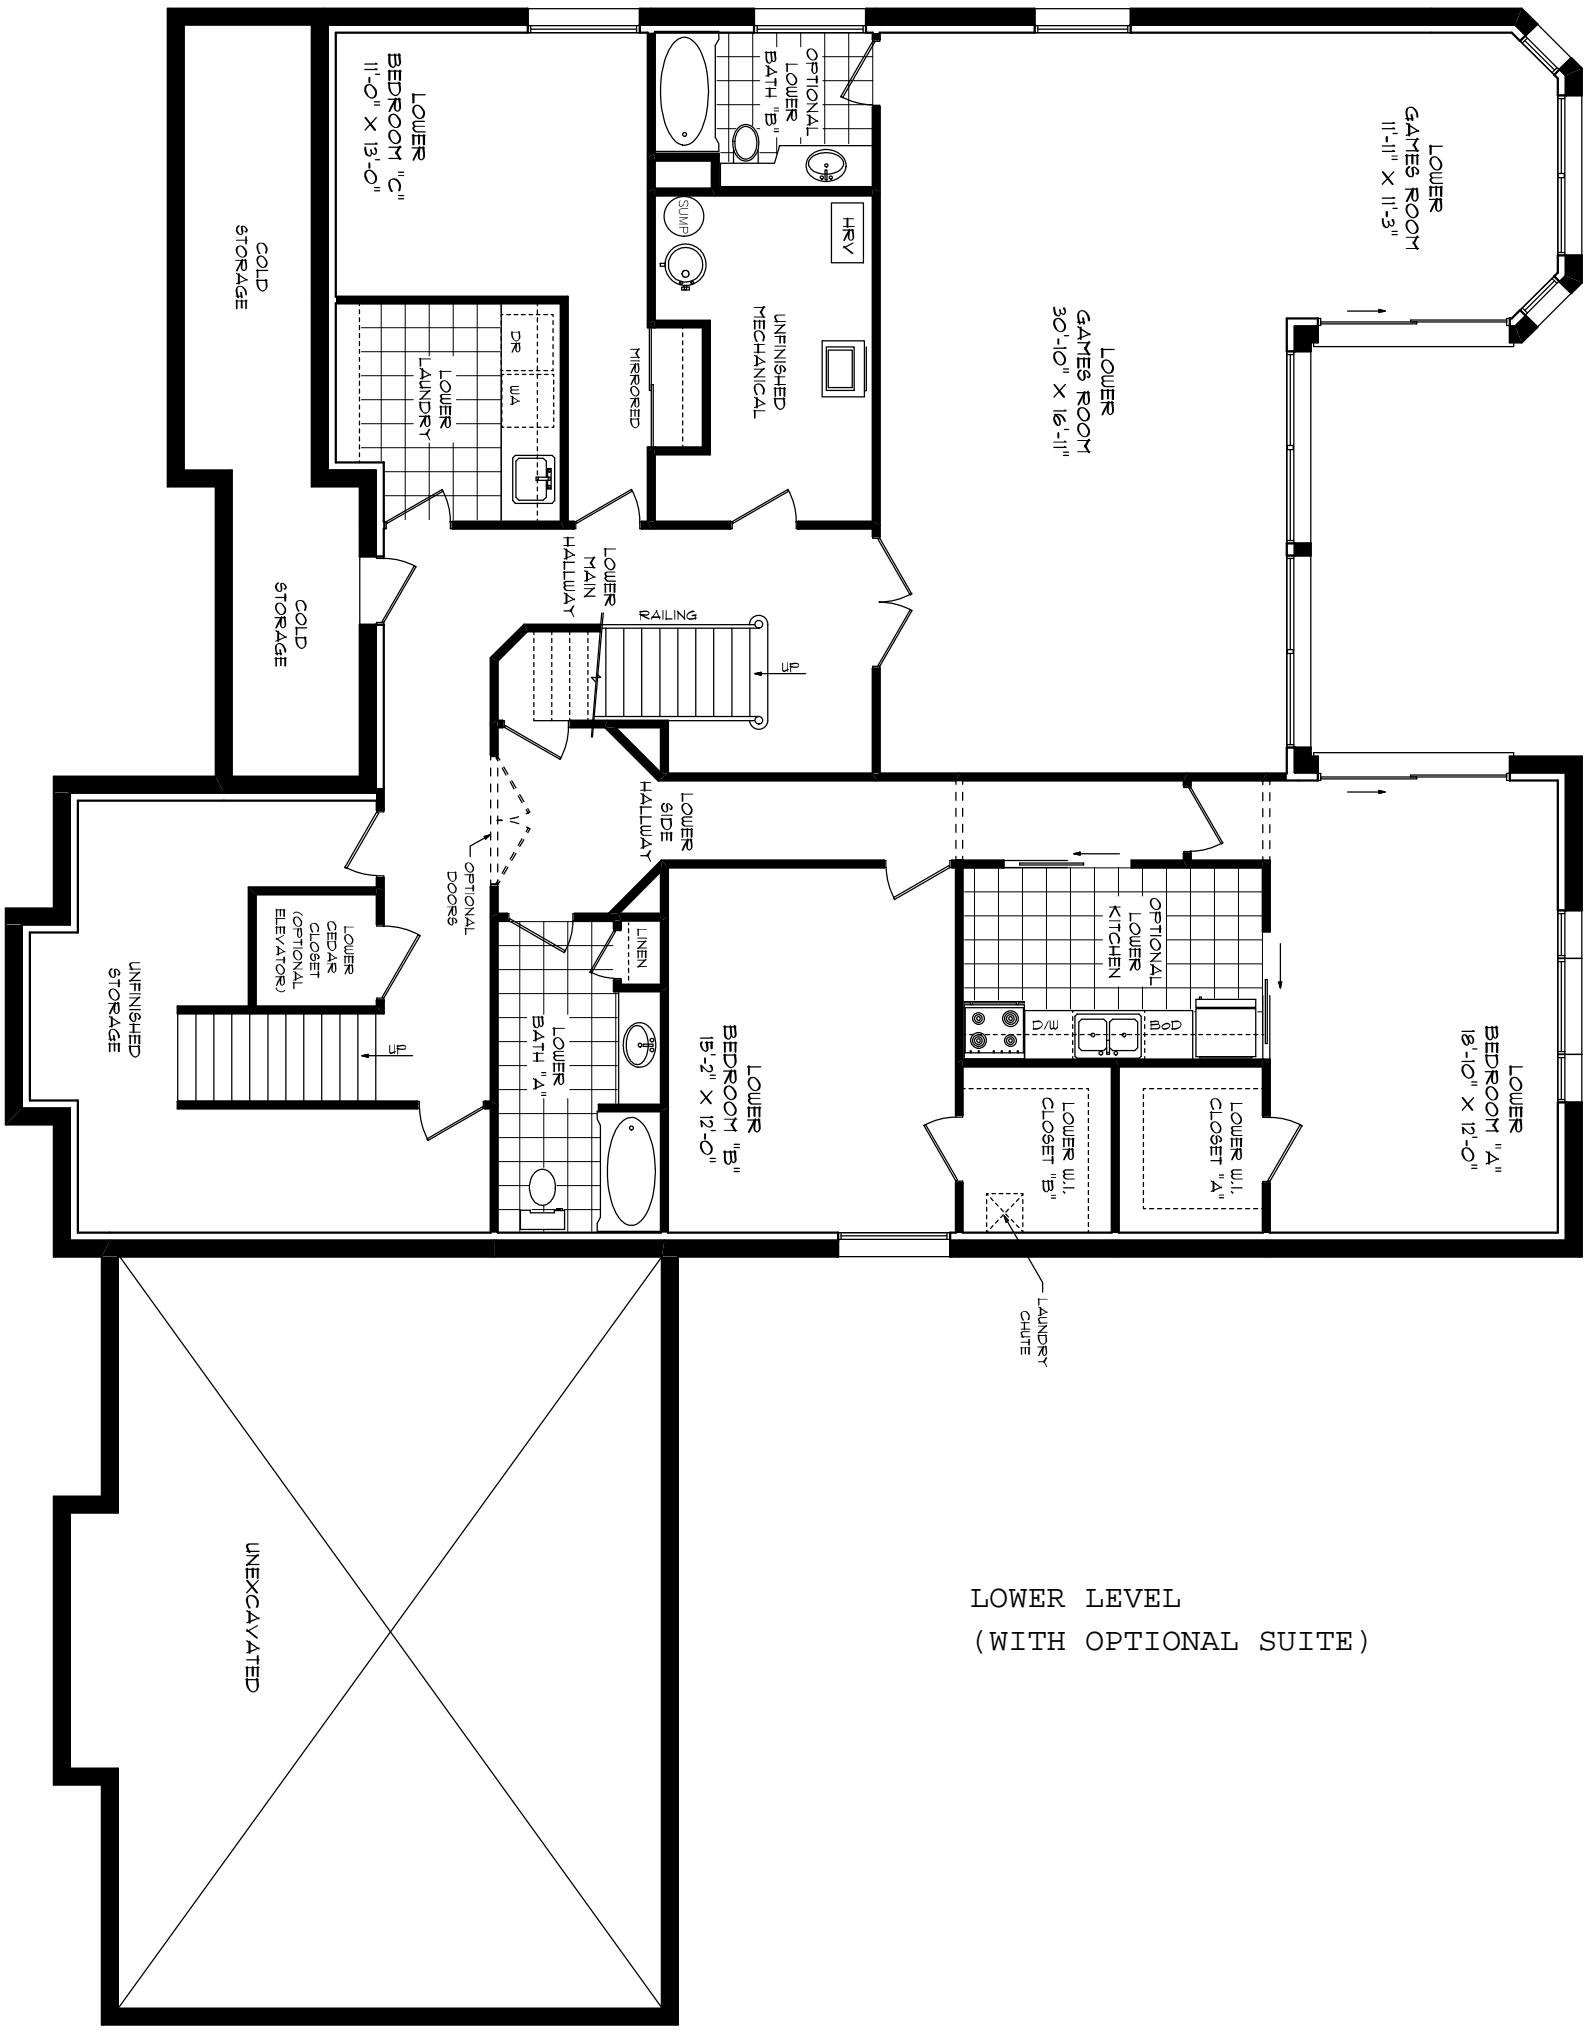 LOWER
GAMES ROOM
11'-11" X 11'-3"
LOWER
BEDROOM "A"
18'-10" X 12'-0"
LOWER
GAMES ROOM
30'-10" X 16'-11"
OPTIONAL
LOWER
KITCHEN
D/W
BoD
LOWER W.I.
CLOSET "A"
LOWER W.I.
CLOSET "B"
LAUNDRY
CHUTE
OPTIONAL
LOWER
BATH "B"
HRV
SUMP
UNFINISHED
MECHANICAL
MIRRORED
UP
RAILING
LOWER
SIDE
HALLWAY
LOWER
BEDROOM "B"
15'-2" X 12'-0"
LINEN
LOWER
MAIN
HALLWAY
LOWER
BATH "A"
OPTIONAL
DOORS
LOWER
BEDROOM "C"
11'-0" X 13'-0"
DR
WA
LOWER
LAUNDRY
UP
LOWER
CEDAR
CLOSET
(OPTIONAL
ELEVATOR)
COLD
STORAGE
COLD
STORAGE
UNFINISHED
STORAGE
UNEXCAVATED
LOWER LEVEL
(WITH OPTIONAL SUITE)